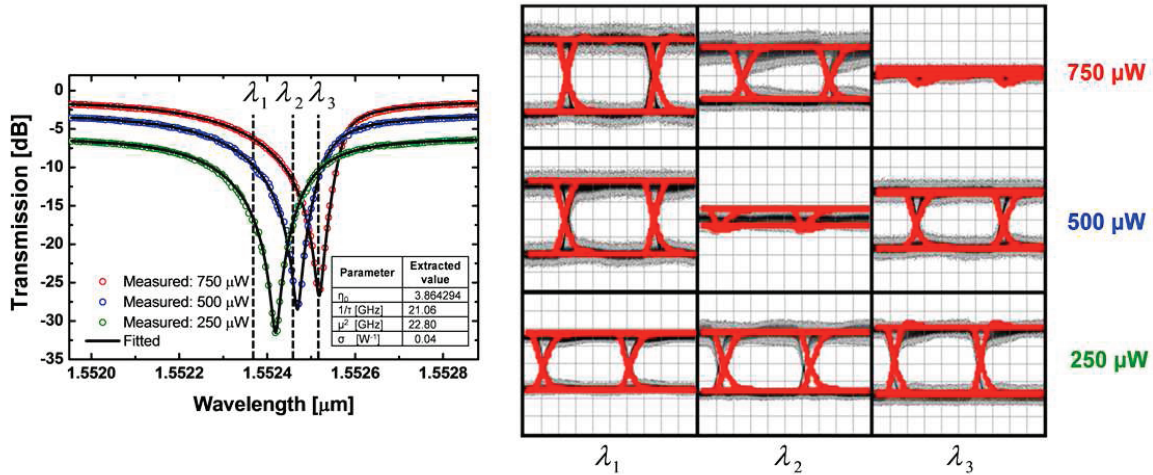 λ₁ λ₂ λ₃
0
-5
-10
-15
-20
-25
-30
-35
Transmission [dB]
Measured: 750 µW
Measured: 500 µW
Measured: 250 µW
Fitted
Parameter Extracted value
η₀ 3.864294
1/τ [GHz] 21.06
µ² [GHz] 22.80
σ [W⁻¹] 0.04
1.5520 1.5522 1.5524 1.5526 1.5528
Wavelength [µm]
750 µW
500 µW
250 µW
λ₁ λ₂ λ₃